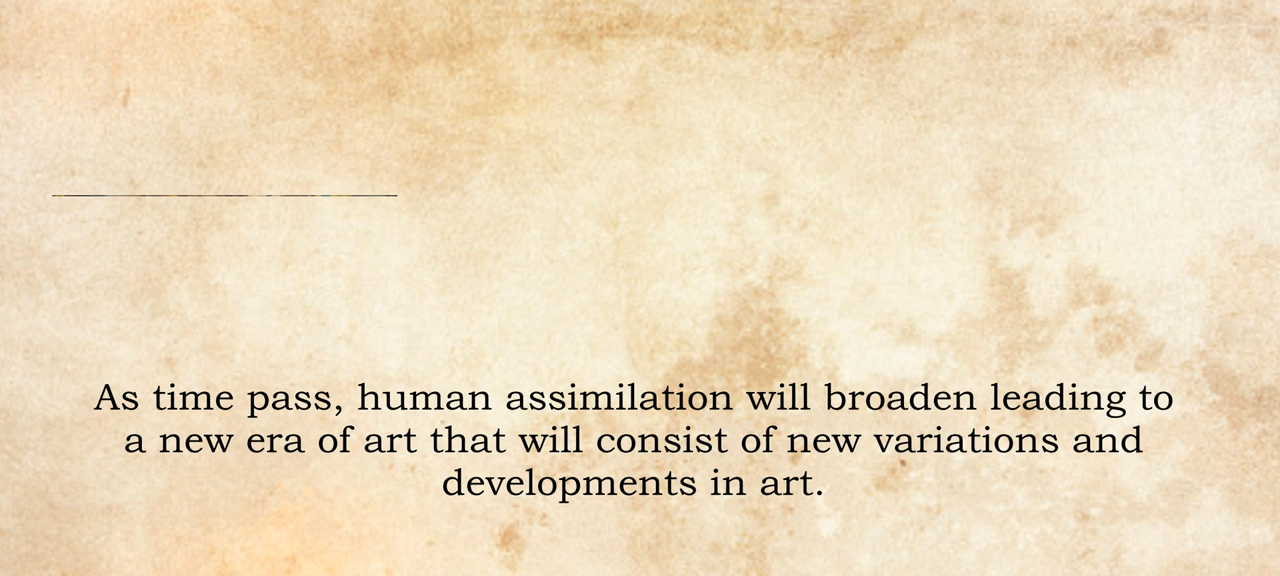 As time pass, human assimilation will broaden leading to
a new era of art that will consist of new variations and
developments in art.